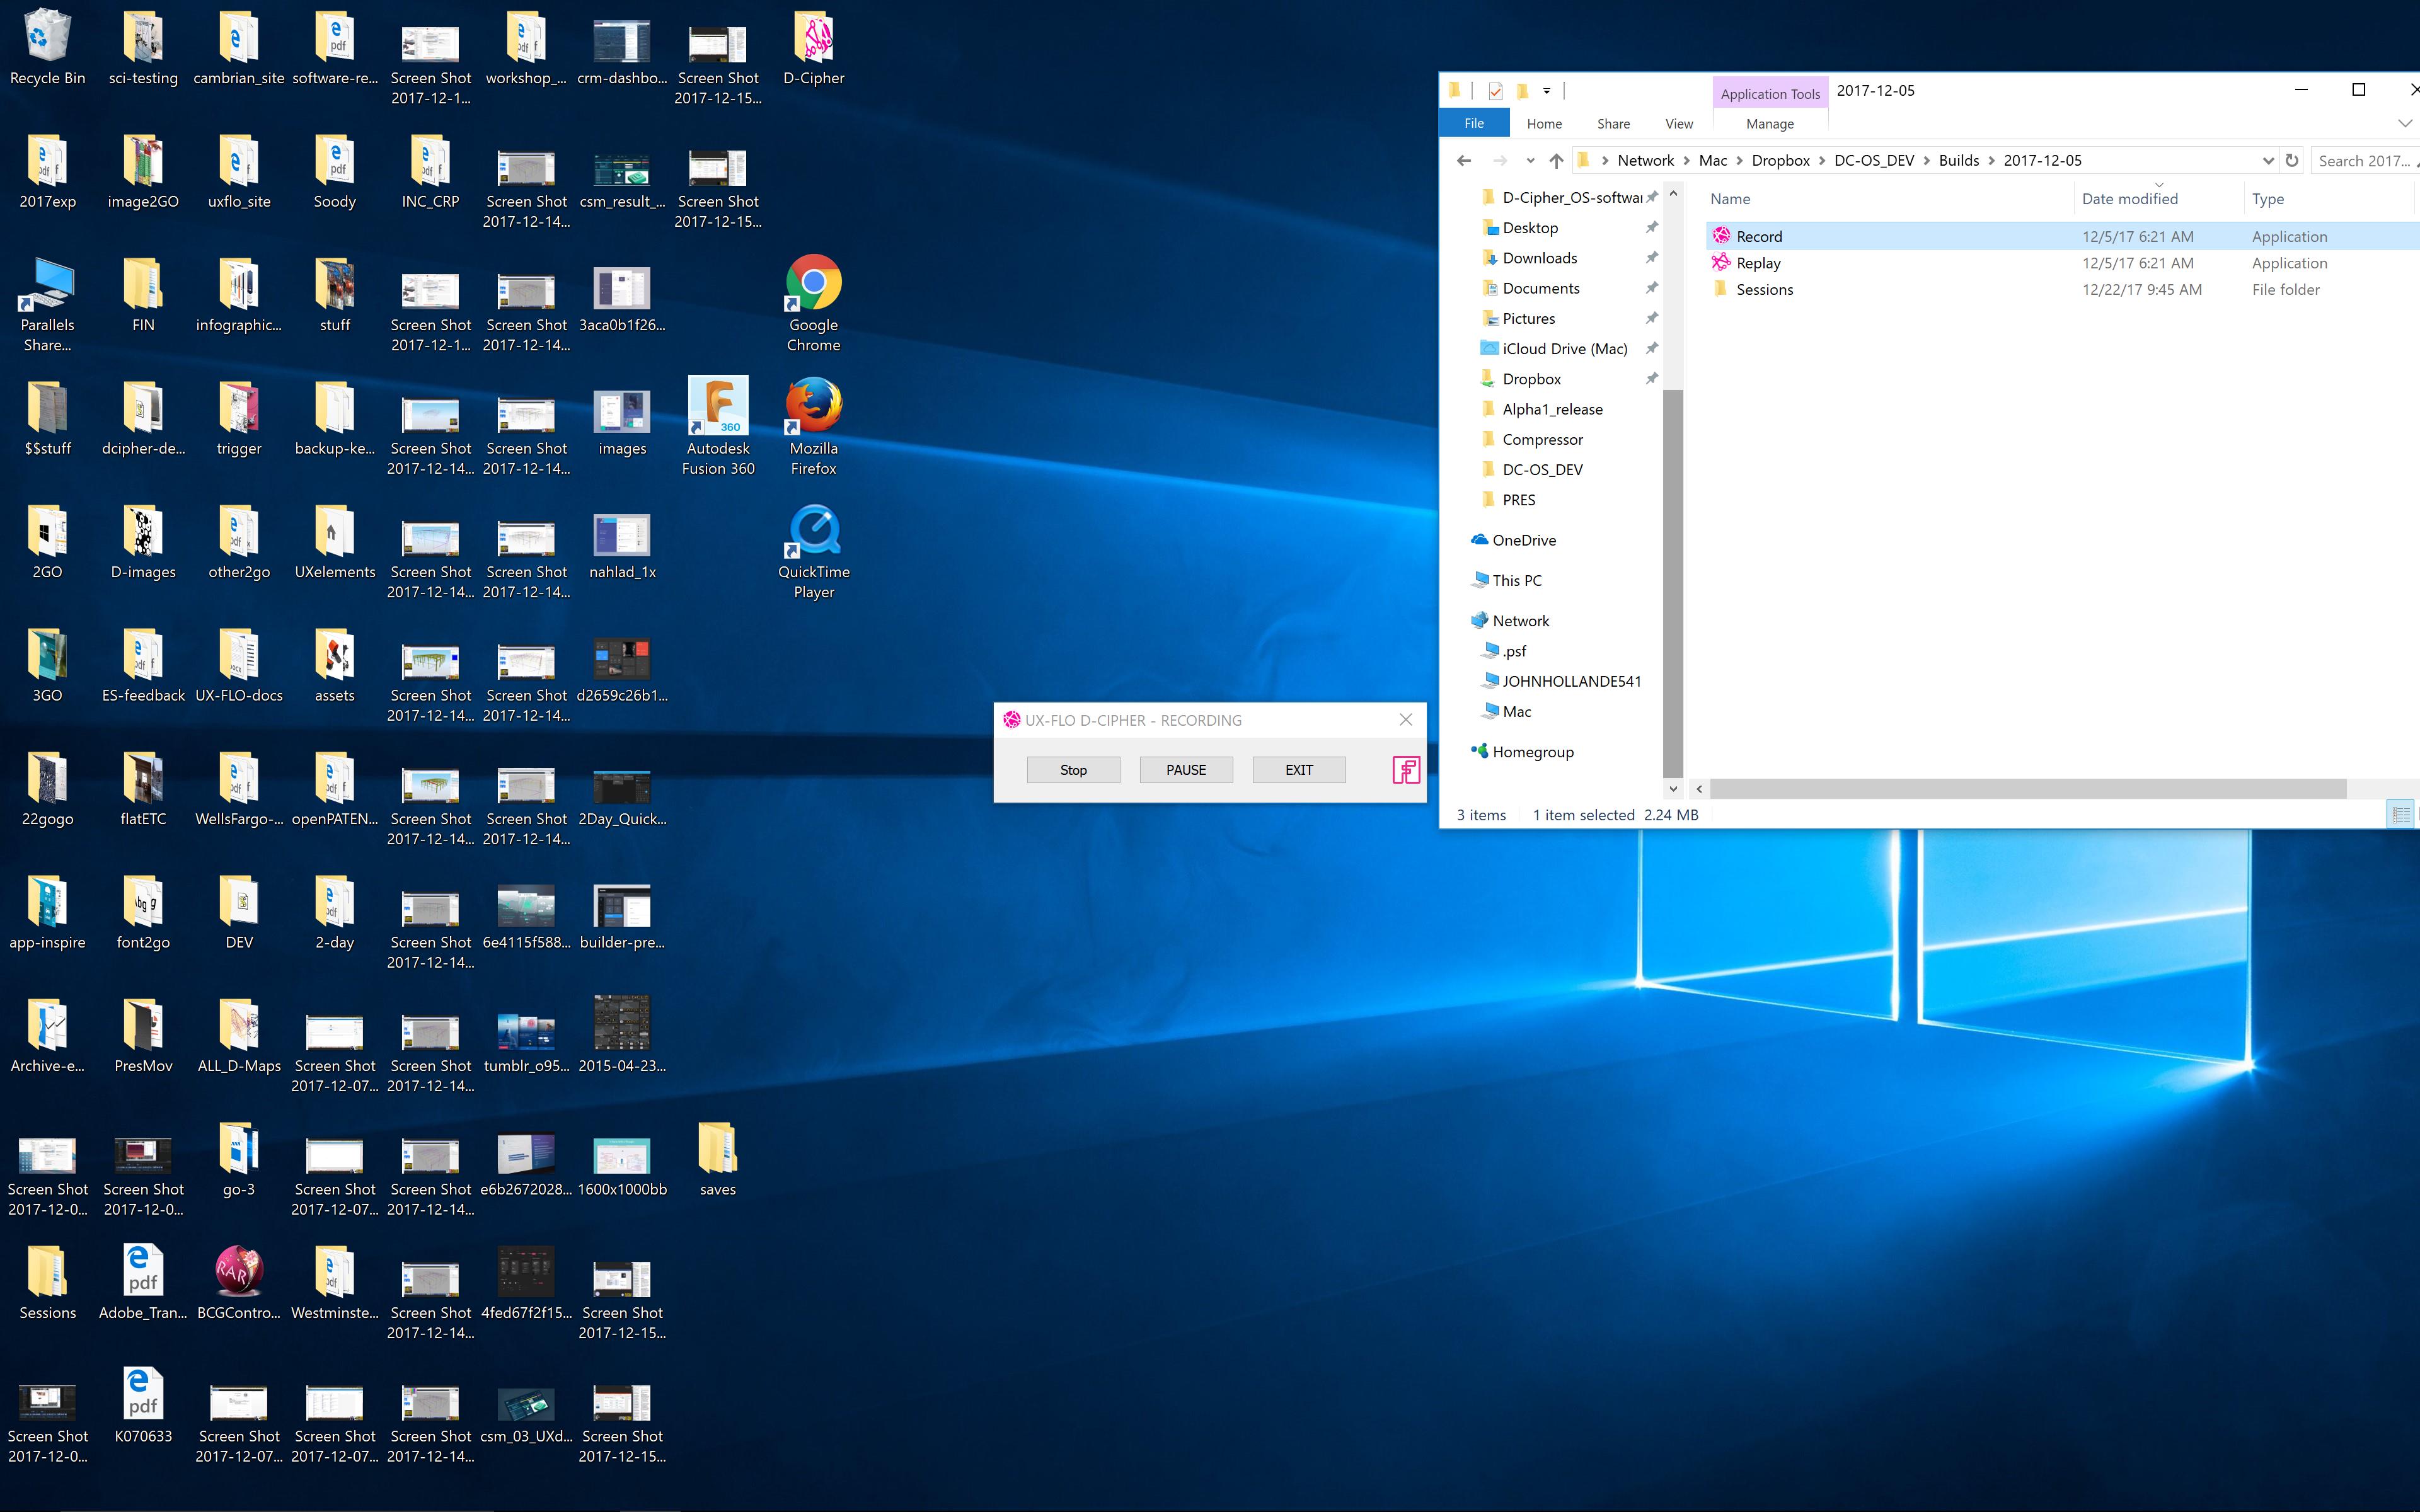 Recycle Bin
sci-testing
cambrian_site
software-re...
Screen Shot
2017-12-1...
workshop_...
crm-dashbo...
Screen Shot
2017-12-15...
D-Cipher
2017exp
image2GO
uxflo_site
Soody
INC_CRP
Screen Shot
2017-12-14...
csm_result_...
Screen Shot
2017-12-15...
Parallels
Share...
FIN
infographic...
stuff
Screen Shot
2017-12-1...
Screen Shot
2017-12-14...
3aca0b1f26...
Google
Chrome
$$stuff
dcipher-de...
trigger
backup-ke...
Screen Shot
2017-12-14...
Screen Shot
2017-12-14...
images
360
Autodesk
Fusion 360
Mozilla
Firefox
2GO
D-images
other2go
UXelements
Screen Shot
2017-12-14...
Screen Shot
2017-12-14...
nahlad_1x
QuickTime
Player
3GO
ES-feedback
UX-FLO-docs
assets
Screen Shot
2017-12-14...
Screen Shot
2017-12-14...
d2659c26b1...
22gogo
flatETC
WellsFargo-...
openPATEN...
Screen Shot
2017-12-14...
Screen Shot
2017-12-14...
2Day_Quick...
app-inspire
font2go
DEV
2-day
Screen Shot
2017-12-14...
6e4115f588...
builder-pre...
Archive-e...
PresMov
ALL_D-Maps
Screen Shot
2017-12-07...
Screen Shot
2017-12-14...
tumblr_o95...
2015-04-23...
Screen Shot
2017-12-0...
Screen Shot
2017-12-0...
go-3
Screen Shot
2017-12-07...
Screen Shot
2017-12-14...
e6b2672028...
1600x1000bb
saves
Sessions
pdf
Adobe_Tran...
RAR
BCGContro...
Westminste...
Screen Shot
2017-12-14...
4fed67f2f15...
Screen Shot
2017-12-15...
Screen Shot
2017-12-0...
pdf
K070633
Screen Shot
2017-12-07...
Screen Shot
2017-12-07...
Screen Shot
2017-12-14...
csm_03_UXd...
Screen Shot
2017-12-15...
UX-FLO D-CIPHER - RECORDING
Stop PAUSE EXIT
Application Tools 2017-12-05
File Home Share View Manage
Network Mac Dropbox DC-OS_DEV Builds 2017-12-05 Search 2017...
D-Cipher_OS-softwar
Desktop
Downloads
Documents
Pictures
iCloud Drive (Mac)
Dropbox
Alpha1_release
Compressor
DC-OS_DEV
PRES
OneDrive
This PC
Network
.psf
JOHNHOLLANDE541
Mac
Homegroup
Name Date modified Type
Record 12/5/17 6:21 AM Application
Replay 12/5/17 6:21 AM Application
Sessions 12/22/17 9:45 AM File folder
3 items 1 item selected 2.24 MB